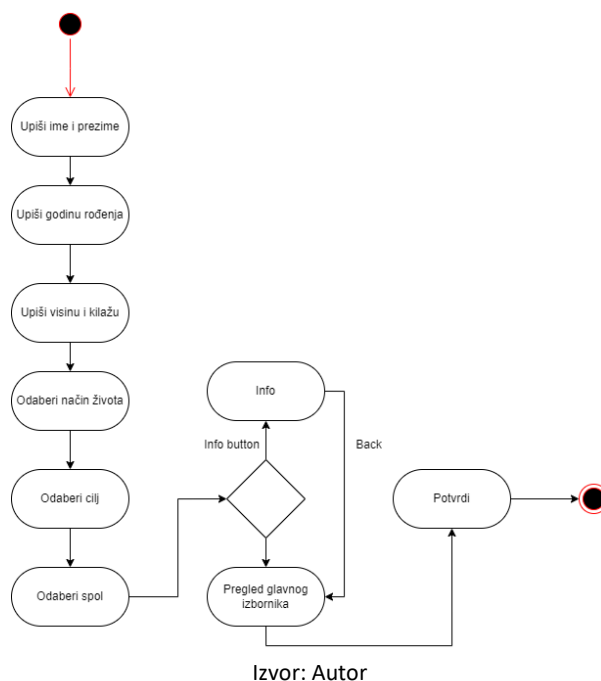 Upiši ime i prezime
Upiši godinu rođenja
Upiši visinu i kilažu
Odaberi način života
Odaberi cilj
Odaberi spol
Info
Info button
Back
Pregled glavnog
izbornika
Potvrdi
Izvor: Autor